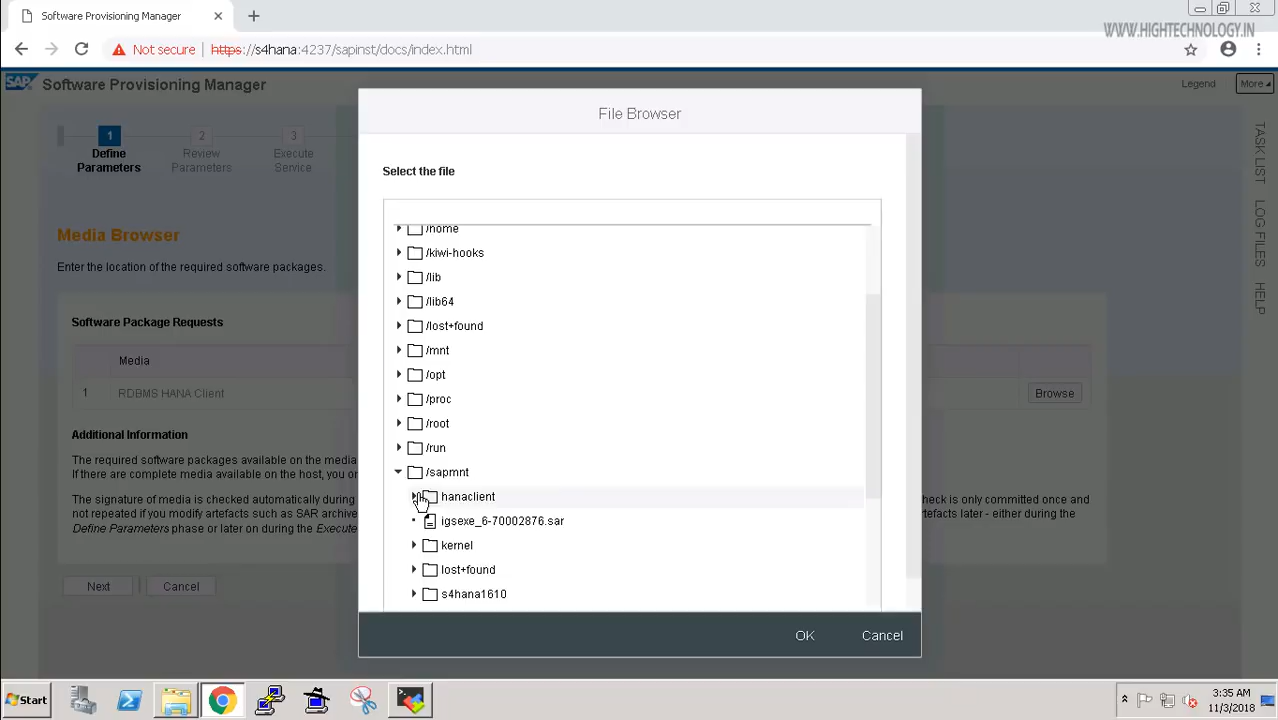 Software Provisioning Manager
WWW.HIGHTECHNOLOGY.IN
Not secure
https://s4hana:4237/sapinst/docs/index.html
SAP
Software Provisioning Manager
Legend
More
File Browser
1
Define
Parameters
2
Review
Parameters
3
Execute
Service
Select the file
Media Browser
Enter the location of the required software packages.
/home
/kiwi-hooks
/lib
/lib64
/lost+found
/mnt
/opt
/proc
/root
/run
/sapmnt
hanaclient
igsexe_6-70002876.sar
kernel
lost+found
s4hana1610
Software Package Requests
Media
1
RDBMS HANA Client
Browse
Additional Information
The required software packages available on the media
If there are complete media available on the host, you
The signature of media is checked automatically during
check is only committed once and
not repeated if you modify artefacts such as SAR archive
efacts later - either during the
Define Parameters phase or later on during the Execute
Next
Cancel
OK
Cancel
TASK LIST
LOG FILES
HELP
Start
3:35 AM
11/3/2018